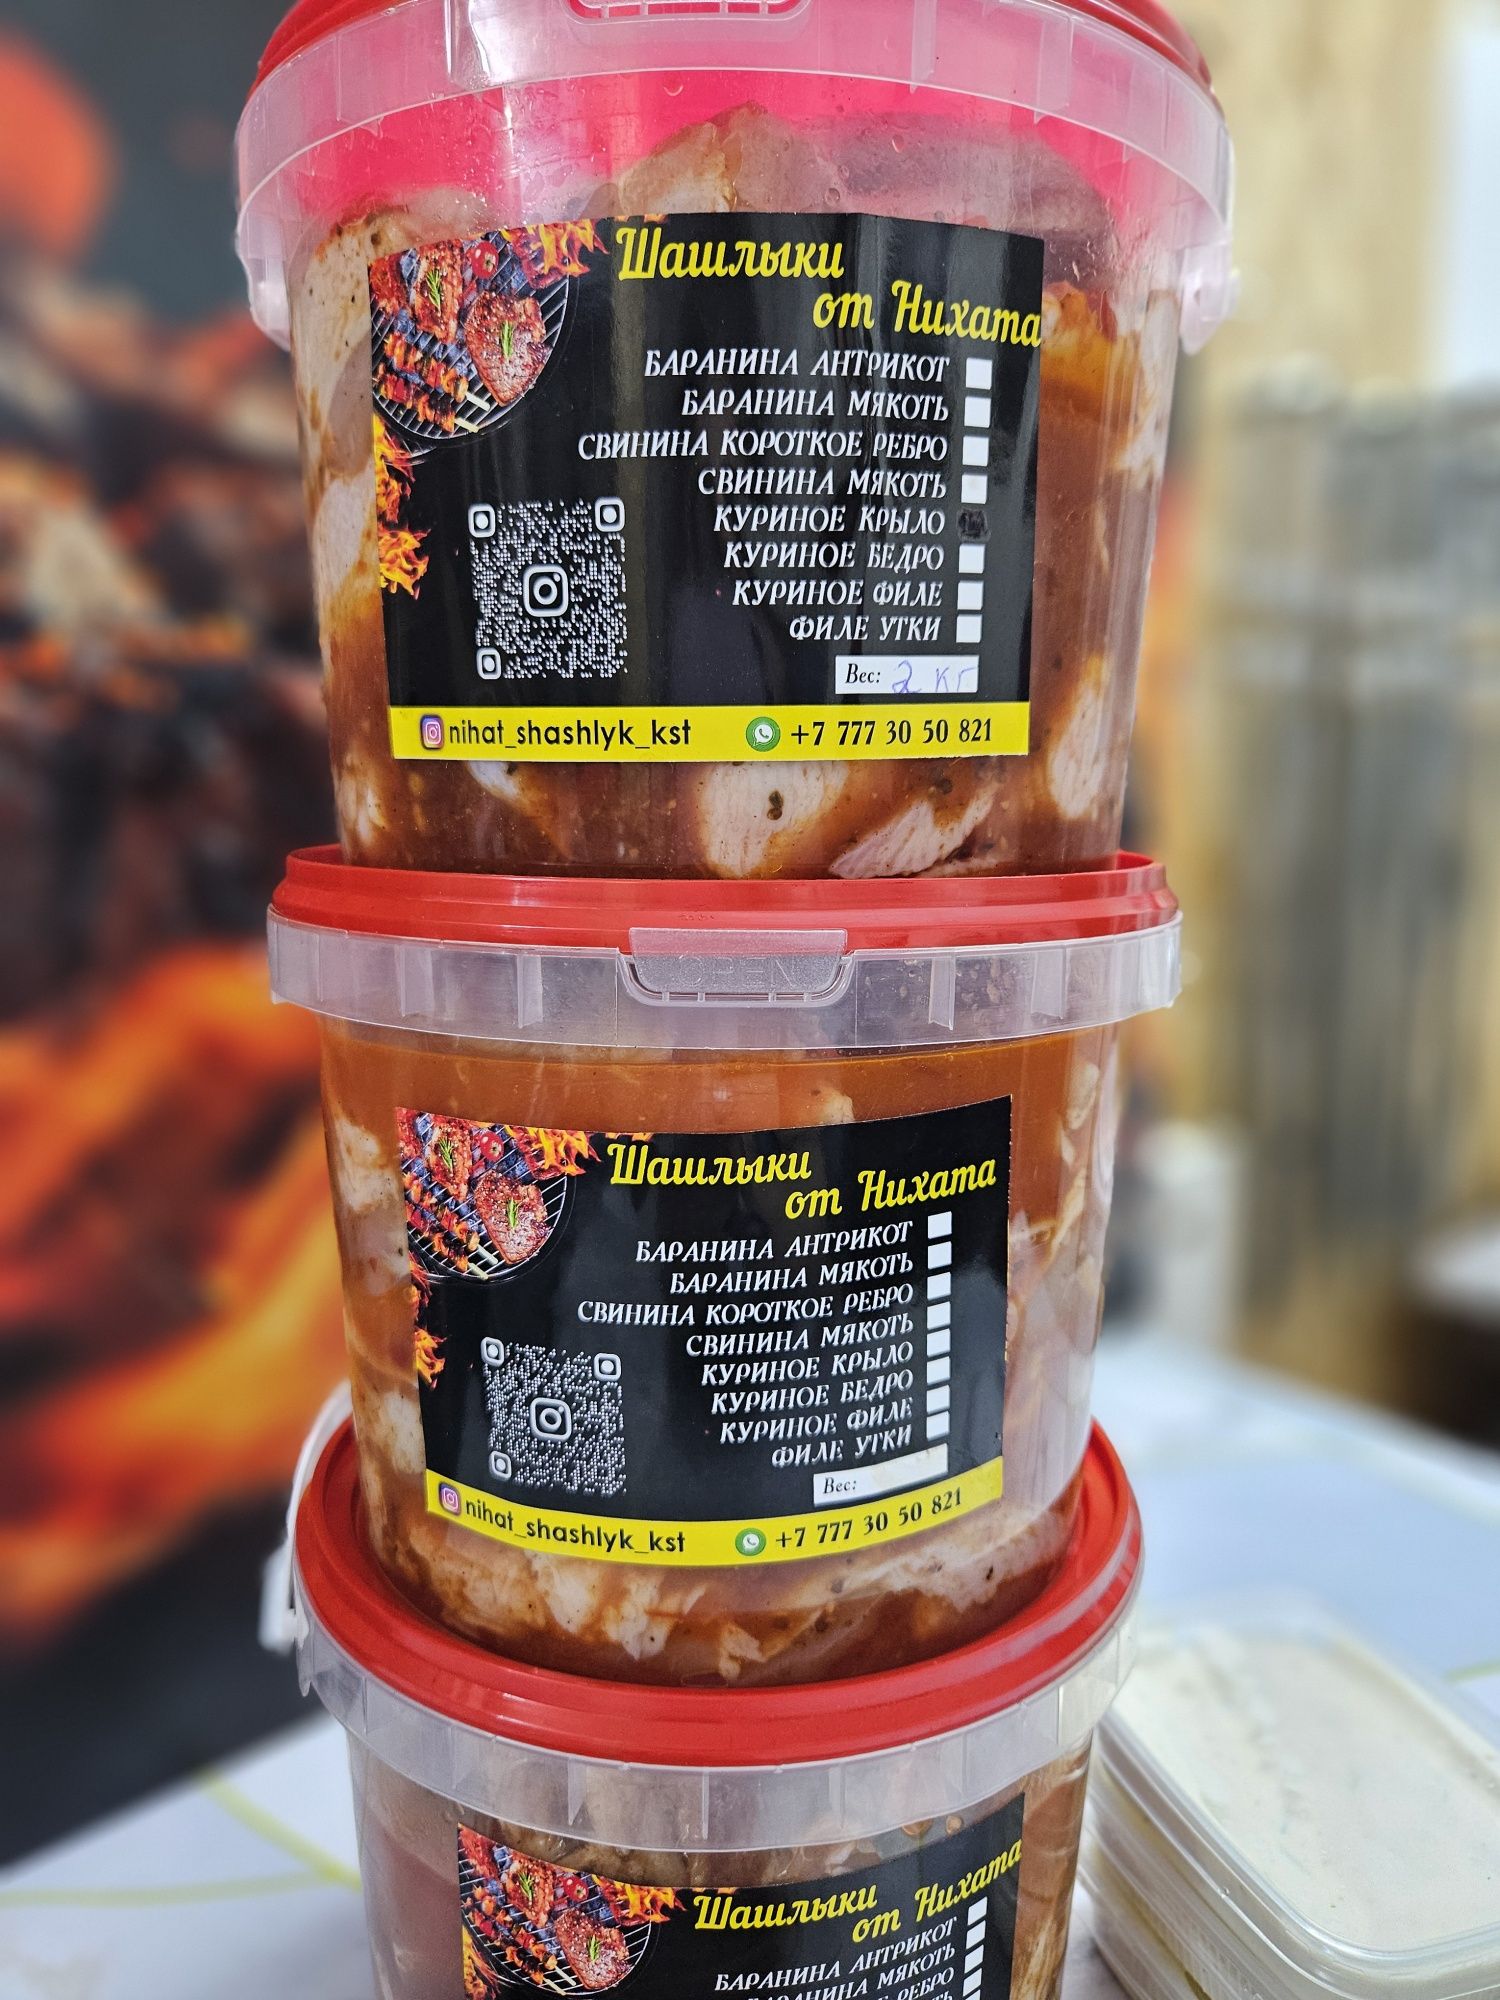 Шашлыки
от Нихата
БАРАНИНА АНТРИКОТ
БАРАНИНА МЯКОТЬ
СВИНИНА КОРОТКОЕ РЕБРО
СВИНИНА МЯКОТЬ
КУРИНОЕ КРЫЛО
КУРИНОЕ БЕДРО
КУРИНОЕ ФИЛЕ
ФИЛЕ УТКИ
Вес: 2 кг
nihat_shashlyk_kst +7 777 30 50 821
OPEN
Шашлыки
от Нихата
БАРАНИНА АНТРИКОТ
БАРАНИНА МЯКОТЬ
СВИНИНА КОРОТКОЕ РЕБРО
СВИНИНА МЯКОТЬ
КУРИНОЕ КРЫЛО
КУРИНОЕ БЕДРО
КУРИНОЕ ФИЛЕ
ФИЛЕ УТКИ
Вес:
nihat_shashlyk_kst +7 777 30 50 821
Шашлыки
от Нихата
БАРАНИНА АНТРИКОТ
МЯКОТЬ
РЕБРО